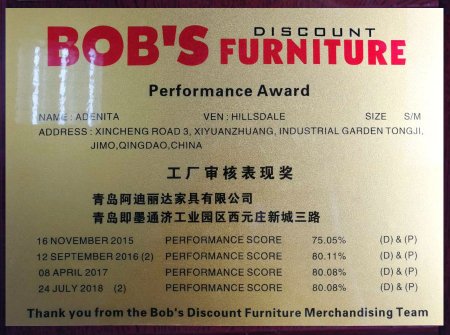 BOB'S DISCOUNT FURNITURE
Performance Award
NAME : ADENITA VEN : HILLSDALE SIZE S/M
ADDRESS : XINCHENG ROAD 3, XIYUANZHUANG, INDUSTRIAL GARDEN TONGJI,
JIMO,QINGDAO,CHINA
工厂审核表现奖
青岛阿迪丽达家具有限公司
青岛即墨通济工业园区西元庄新城三路
16 NOVEMBER 2015 PERFORMANCE SCORE 75.05% (D) & (P)
12 SEPTEMBER 2016 (2) PERFORMANCE SCORE 80.11% (D) & (P)
08 APRIL 2017 PERFORMANCE SCORE 80.08% (D) & (P)
24 JULY 2018 (2) PERFORMANCE SCORE 80.08% (D) & (P)
Thank you from the Bob's Discount Furniture Merchandising Team